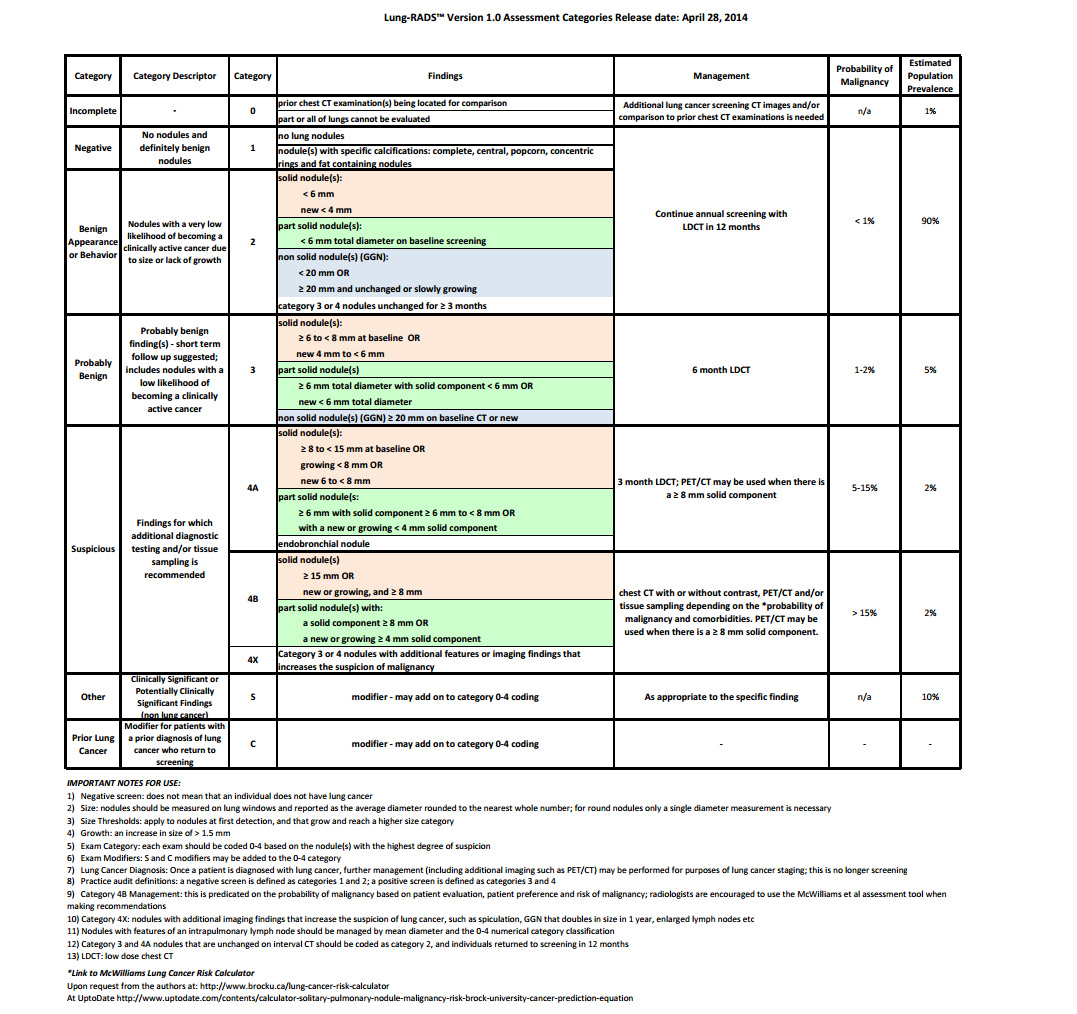 Lung-RADS™ Version 1.0 Assessment Categories Release date: April 28, 2014
Category
Category Descriptor
Category
Findings
Management
Probability of
Malignancy
Estimated
Population
Prevalence
Incomplete
-
0
prior chest CT examination(s) being located for comparison
part or all of lungs cannot be evaluated
Additional lung cancer screening CT images and/or
comparison to prior chest CT examinations is needed
n/a
1%
Negative
No nodules and
definitely benign
nodules
1
no lung nodules
nodule(s) with specific calcifications: complete, central, popcorn, concentric
rings and fat containing nodules
Continue annual screening with
LDCT in 12 months
< 1%
90%
Benign
Appearance
or Behavior
Nodules with a very low
likelihood of becoming a
clinically active cancer due
to size or lack of growth
2
solid nodule(s):
< 6 mm
new < 4 mm
part solid nodule(s):
< 6 mm total diameter on baseline screening
non solid nodule(s) (GGN):
< 20 mm OR
≥ 20 mm and unchanged or slowly growing
category 3 or 4 nodules unchanged for ≥ 3 months
Probably
Benign
Probably benign
finding(s) - short term
follow up suggested;
includes nodules with a
low likelihood of
becoming a clinically
active cancer
3
solid nodule(s):
≥ 6 to < 8 mm at baseline OR
new 4 mm to < 6 mm
part solid nodule(s)
≥ 6 mm total diameter with solid component < 6 mm OR
new < 6 mm total diameter
non solid nodule(s) (GGN) ≥ 20 mm on baseline CT or new
6 month LDCT
1-2%
5%
Suspicious
Findings for which
additional diagnostic
testing and/or tissue
sampling is
recommended
4A
solid nodule(s):
≥ 8 to < 15 mm at baseline OR
growing < 8 mm OR
new 6 to < 8 mm
part solid nodule(s:
≥ 6 mm with solid component ≥ 6 mm to < 8 mm OR
with a new or growing < 4 mm solid component
endobronchial nodule
3 month LDCT; PET/CT may be used when there is
a ≥ 8 mm solid component
5-15%
2%
4B
solid nodule(s)
≥ 15 mm OR
new or growing, and ≥ 8 mm
part solid nodule(s) with:
a solid component ≥ 8 mm OR
a new or growing ≥ 4 mm solid component
chest CT with or without contrast, PET/CT and/or
tissue sampling depending on the *probability of
malignancy and comorbidities. PET/CT may be
used when there is a ≥ 8 mm solid component.
> 15%
2%
4X
Category 3 or 4 nodules with additional features or imaging findings that
increases the suspicion of malignancy
Other
Clinically Significant or
Potentially Clinically
Significant Findings
(non lung cancer)
S
modifier - may add on to category 0-4 coding
As appropriate to the specific finding
n/a
10%
Prior Lung
Cancer
Modifier for patients with
a prior diagnosis of lung
cancer who return to
screening
C
modifier - may add on to category 0-4 coding
-
-
-
IMPORTANT NOTES FOR USE:
1) Negative screen: does not mean that an individual does not have lung cancer
2) Size: nodules should be measured on lung windows and reported as the average diameter rounded to the nearest whole number; for round nodules only a single diameter measurement is necessary
3) Size Thresholds: apply to nodules at first detection, and that grow and reach a higher size category
4) Growth: an increase in size of > 1.5 mm
5) Exam Category: each exam should be coded 0-4 based on the nodule(s) with the highest degree of suspicion
6) Exam Modifiers: S and C modifiers may be added to the 0-4 category
7) Lung Cancer Diagnosis: Once a patient is diagnosed with lung cancer, further management (including additional imaging such as PET/CT) may be performed for purposes of lung cancer staging; this is no longer screening
8) Practice audit definitions: a negative screen is defined as categories 1 and 2; a positive screen is defined as categories 3 and 4
9) Category 4B Management: this is predicated on the probability of malignancy based on patient evaluation, patient preference and risk of malignancy; radiologists are encouraged to use the McWilliams et al assessment tool when
making recommendations
10) Category 4X: nodules with additional imaging findings that increase the suspicion of lung cancer, such as spiculation, GGN that doubles in size in 1 year, enlarged lymph nodes etc
11) Nodules with features of an intrapulmonary lymph node should be managed by mean diameter and the 0-4 numerical category classification
12) Category 3 and 4A nodules that are unchanged on interval CT should be coded as category 2, and individuals returned to screening in 12 months
13) LDCT: low dose chest CT
*Link to McWilliams Lung Cancer Risk Calculator
Upon request from the authors at: http://www.brocku.ca/lung-cancer-risk-calculator
At UptoDate http://www.uptodate.com/contents/calculator-solitary-pulmonary-nodule-malignancy-risk-brock-university-cancer-prediction-equation